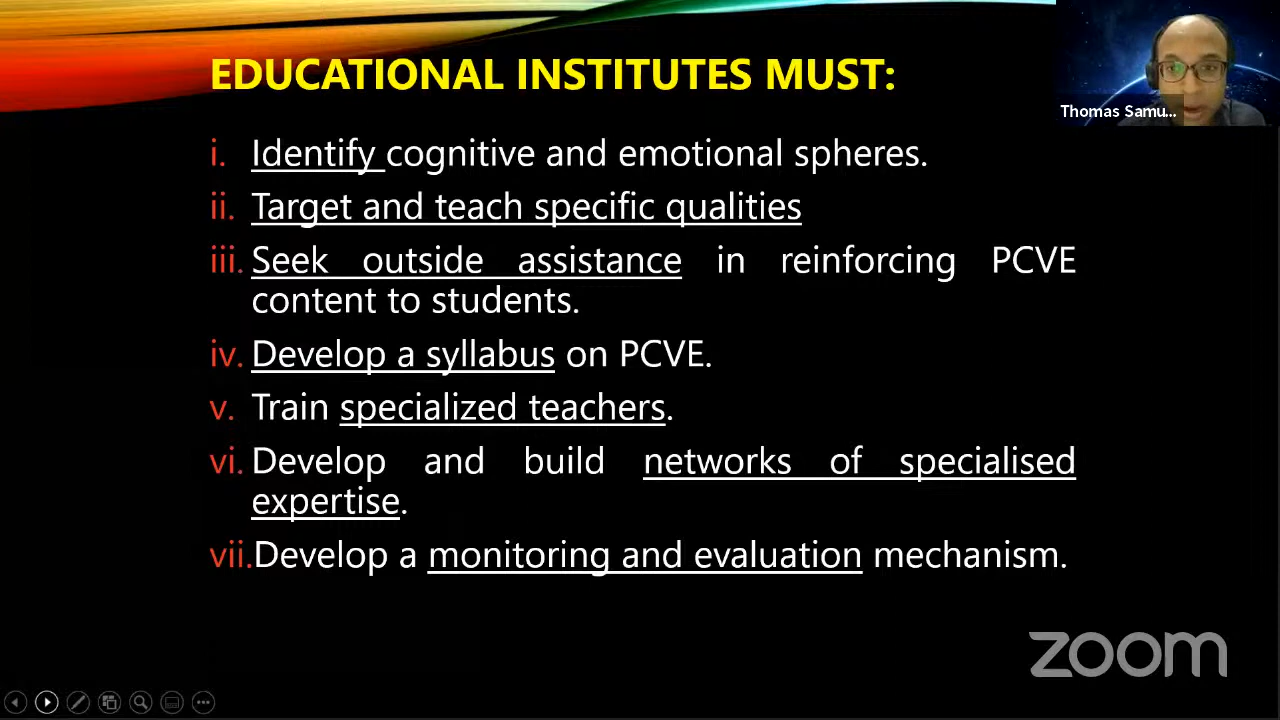 EDUCATIONAL INSTITUTES MUST:
Thomas Samu...
i. Identify cognitive and emotional spheres.
ii. Target and teach specific qualities
iii. Seek outside assistance in reinforcing PCVE
content to students.
iv. Develop a syllabus on PCVE.
v. Train specialized teachers.
vi. Develop and build networks of specialised
expertise.
vii. Develop a monitoring and evaluation mechanism.
zoom